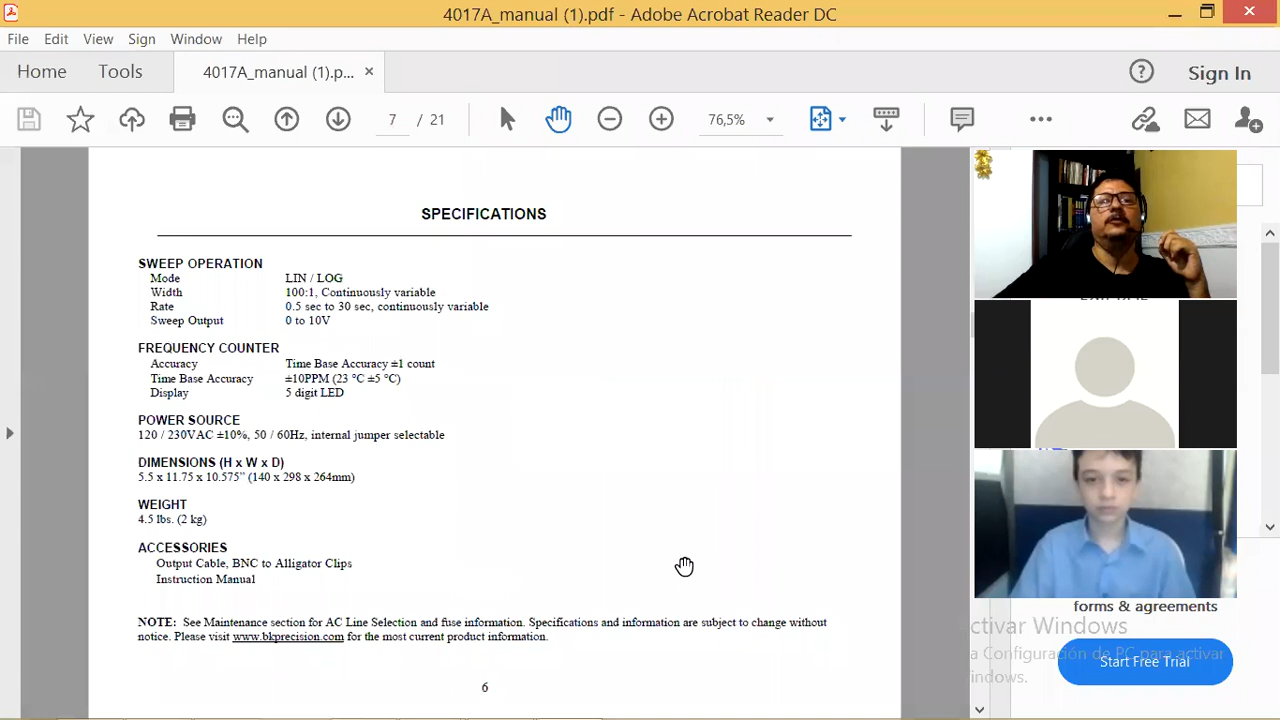 4017A_manual (1).pdf - Adobe Acrobat Reader DC
File Edit View Sign Window Help
Home Tools 4017A_manual (1).p... × Sign In
7 / 21 76,5%
SPECIFICATIONS
SWEEP OPERATION
Mode LIN / LOG
Width 100:1, Continuously variable
Rate 0.5 sec to 30 sec, continuously variable
Sweep Output 0 to 10V
FREQUENCY COUNTER
Accuracy Time Base Accuracy ±1 count
Time Base Accuracy ±10PPM (23 °C ±5 °C)
Display 5 digit LED
POWER SOURCE
120 / 230VAC ±10%, 50 / 60Hz, internal jumper selectable
DIMENSIONS (H x W x D)
5.5 x 11.75 x 10.575" (140 x 298 x 264mm)
WEIGHT
4.5 lbs. (2 kg)
ACCESSORIES
Output Cable, BNC to Alligator Clips
Instruction Manual
NOTE: See Maintenance section for AC Line Selection and fuse information. Specifications and information are subject to change without
notice. Please visit www.bkprecision.com for the most current product information.
6
forms & agreements
ctivar Windows
a Configuración de PC para activar
indows.
Start Free Trial